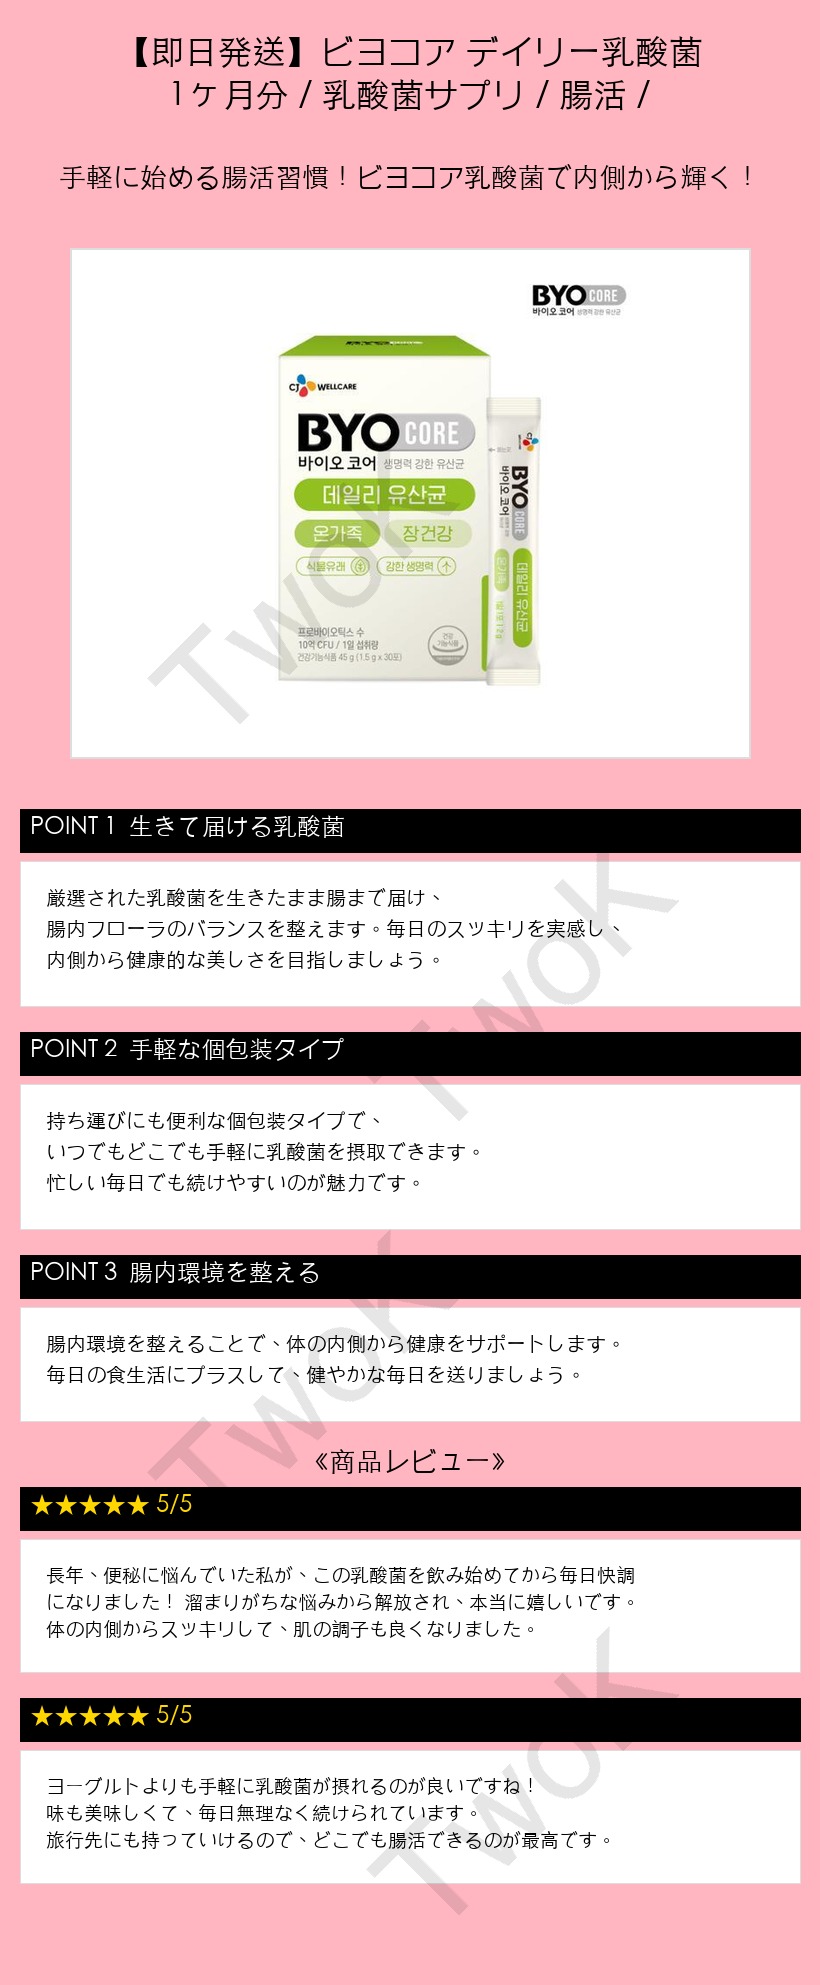 【即日発送】ビヨコア デイリー乳酸菌
1ヶ月分 / 乳酸菌サプリ / 腸活 /
手軽に始める腸活習慣！ビヨコア乳酸菌で内側から輝く！
BYO CORE
바이오 코어 생명력 강한 유산균
CJ WELLCARE
BYO CORE
바이오 코어 생명력 강한 유산균
데일리 유산균
온가족 장건강
식물유래 강한 생명력
프로바이오틱스 수
10억 CFU / 1일 섭취량
건강기능식품 45 g (1.5 g x 30포)
건강
기능식품
BYO CORE
바이오 코어
데일리 유산균
온가족
TwoK
POINT 1 生きて届ける乳酸菌
厳選された乳酸菌を生きたまま腸まで届け、
腸内フローラのバランスを整えます。毎日のスッキリを実感し、
内側から健康的な美しさを目指しましょう。
TwoK
POINT 2 手軽な個包装タイプ
持ち運びにも便利な個包装タイプで、
いつでもどこでも手軽に乳酸菌を摂取できます。
忙しい毎日でも続けやすいのが魅力です。
POINT 3 腸内環境を整える
腸内環境を整えることで、体の内側から健康をサポートします。
毎日の食生活にプラスして、健やかな毎日を送りましょう。
TwoK
《商品レビュー》
★★★★★ 5/5
長年、便秘に悩んでいた私が、この乳酸菌を飲み始めてから毎日快調
になりました！ 溜まりがちな悩みから解放され、本当に嬉しいです。
体の内側からスッキリして、肌の調子も良くなりました。
★★★★★ 5/5
ヨーグルトよりも手軽に乳酸菌が摂れるのが良いですね！
味も美味しくて、毎日無理なく続けられています。
旅行先にも持っていけるので、どこでも腸活できるのが最高です。
TwoK